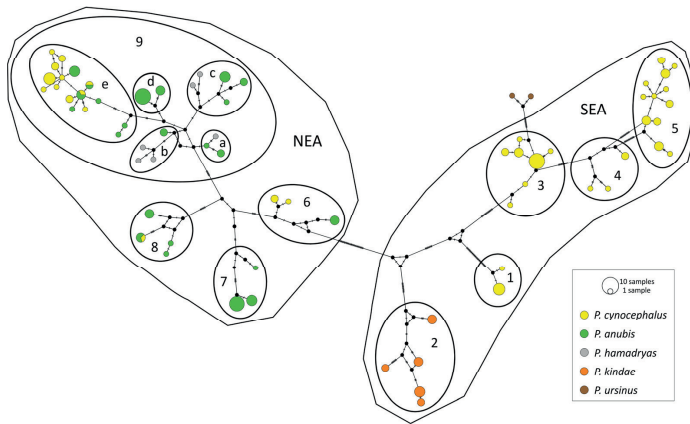 9
c
d
e
NEA
SEA
b
a
5
3
4
6
8
7
1
2
10 samples
1 sample
P. cynocephalus
P. anubis
P. hamadryas
P. kindae
P. ursinus